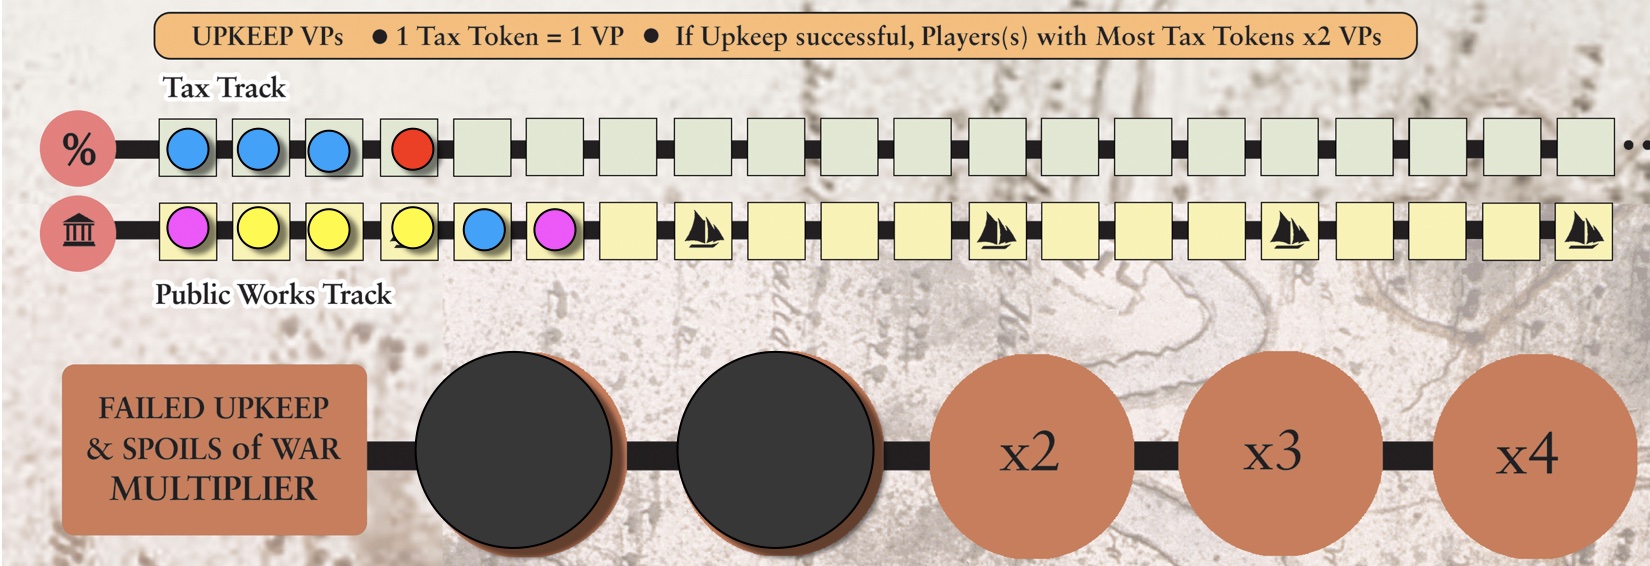 UPKEEP VPs ● 1 Tax Token = 1 VP ● If Upkeep successful, Players(s) with Most Tax Tokens x2 VPs
Tax Track
%
Public Works Track
FAILED UPKEEP
& SPOILS of WAR
MULTIPLIER
x2
x3
x4